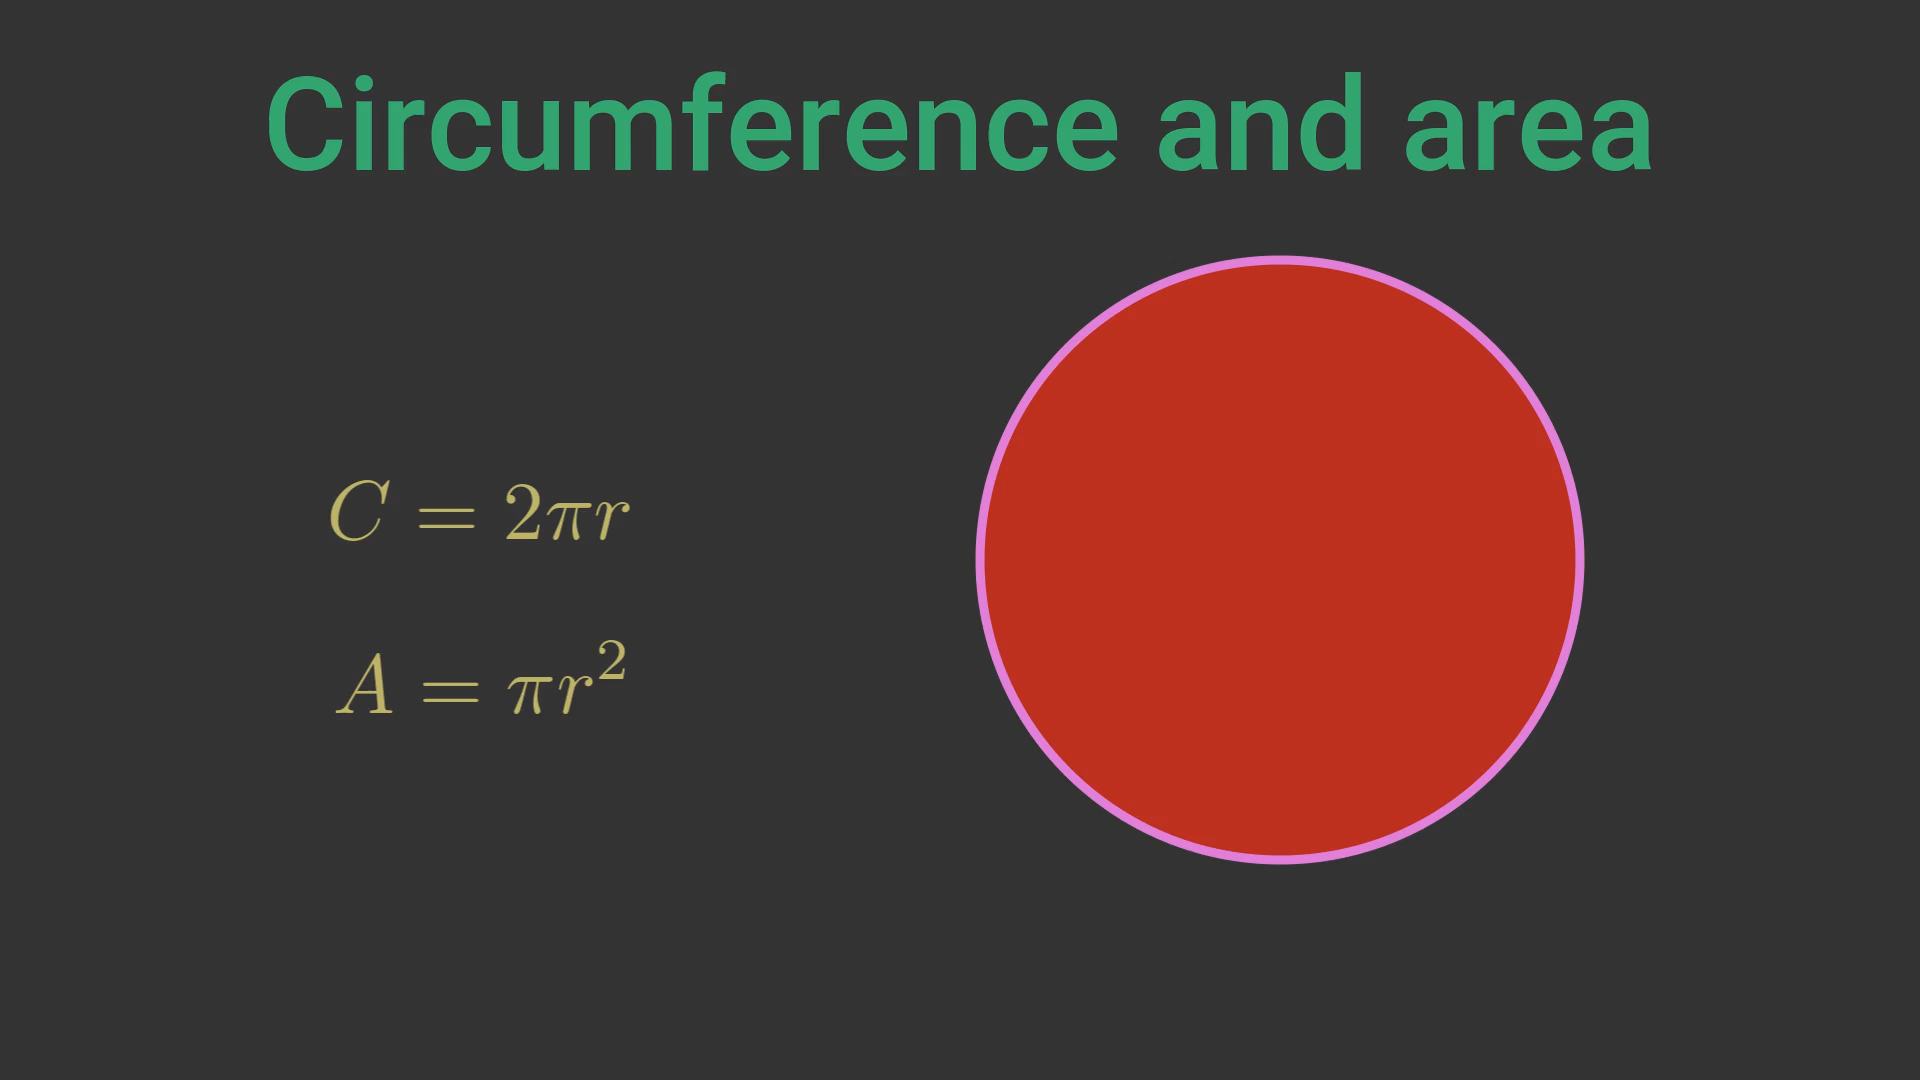 Circumference and area
C = 2πr
A = πr²